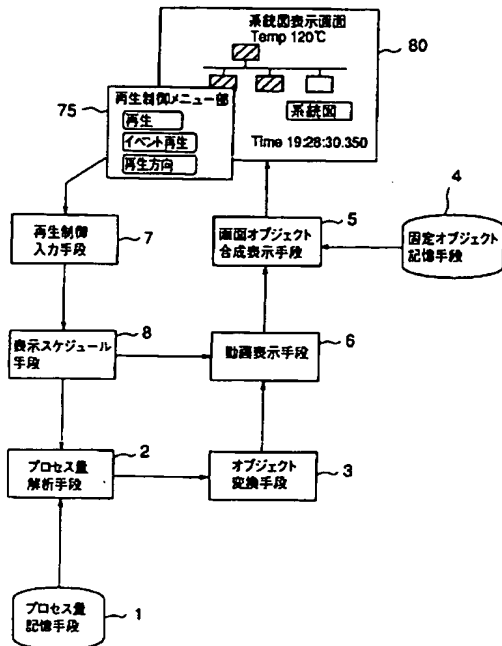 系統図表示画面
Temp 120℃
80
75
再生制御メニュー部
再生
イベント再生
再生方向
系統図
Time 19:28:30.350
4
5
再生制御
入力手段
7
画面オブジェクト
合成表示手段
固定オブジェクト
記憶手段
8
表示スケジュール
手段
6
動画表示手段
2
プロセス量
解析手段
オブジェクト
変換手段
3
プロセス量
記憶手段
1